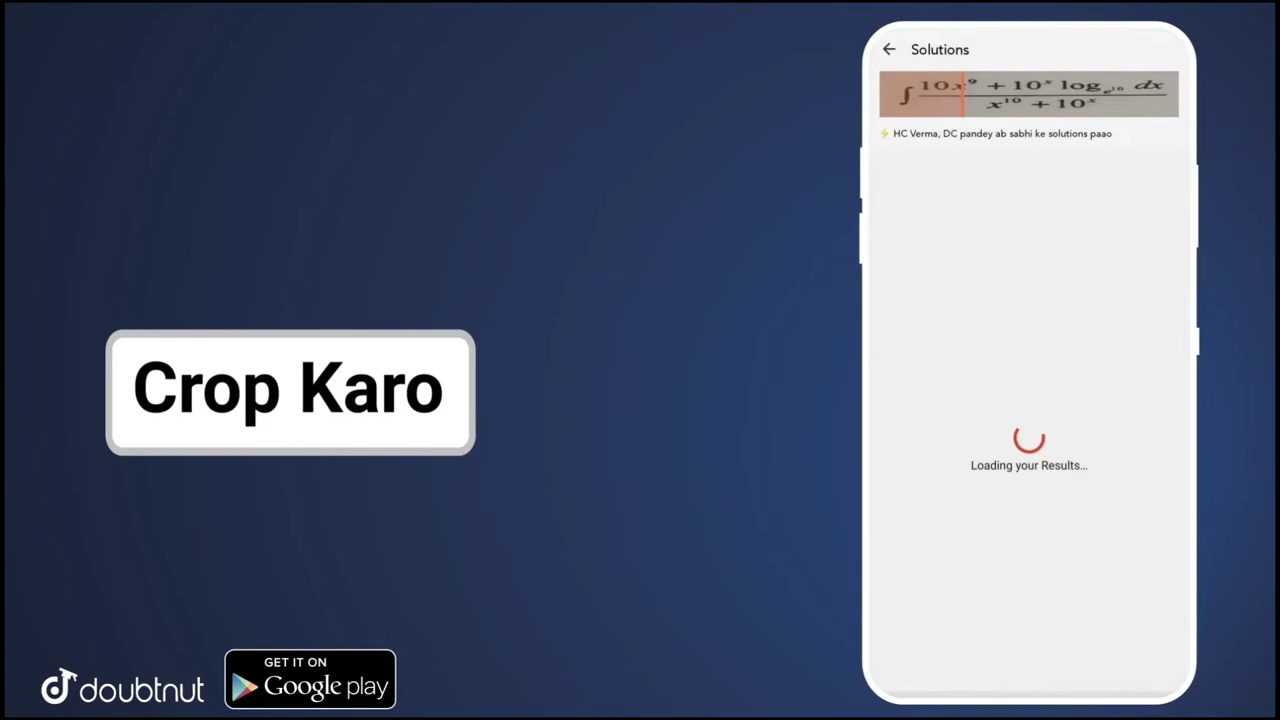 Solutions
∫ 10x⁹ + 10ˣ logₑ¹⁰ dx
x¹⁰ + 10ˣ
⚡ HC Verma, DC pandey ab sabhi ke solutions paao
Crop Karo
Loading your Results...
doubtnut
GET IT ON
Google play